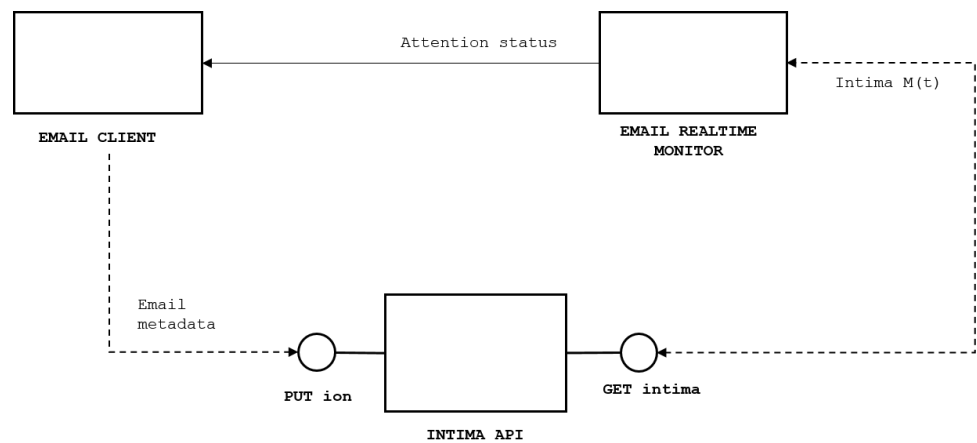 Attention status
Intima M(t)
EMAIL CLIENT
EMAIL REALTIME
MONITOR
Email
metadata
PUT ion
GET intima
INTIMA API